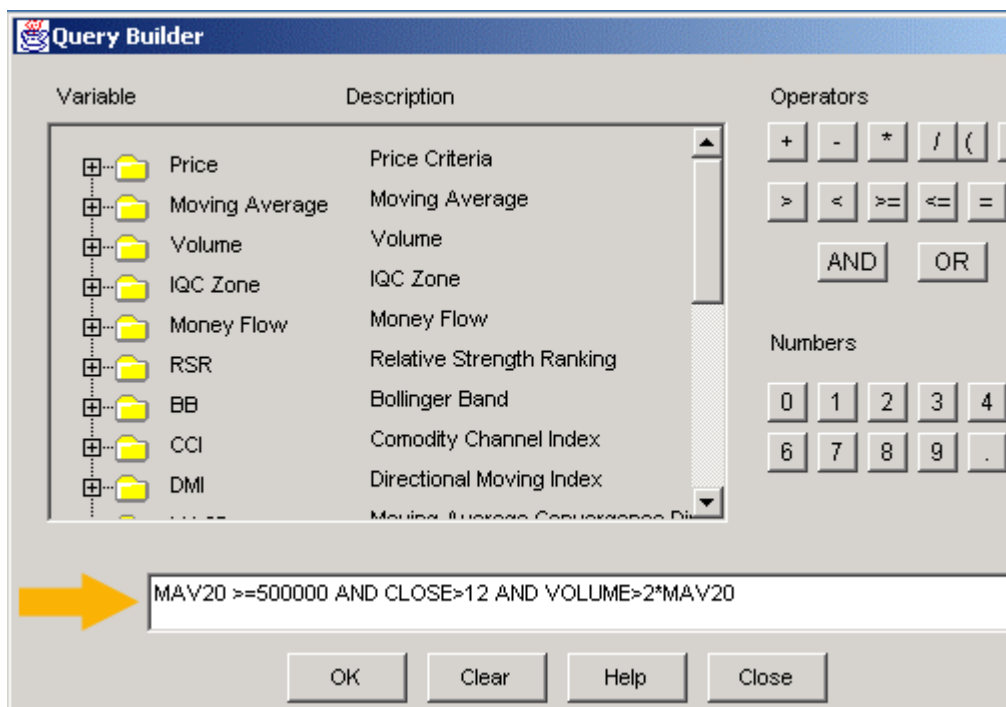 Query Builder
Variable Description Operators
Price Price Criteria
Moving Average Moving Average
Volume Volume
IQC Zone IQC Zone
Money Flow Money Flow
RSR Relative Strength Ranking
BB Bollinger Band
CCI Comodity Channel Index
DMI Directional Moving Index
Moving Average Convergence
+ - * / (
> < >= <= =
AND OR
Numbers
0 1 2 3 4
6 7 8 9 .
MAV20 >=500000 AND CLOSE>12 AND VOLUME>2*MAV20
OK Clear Help Close